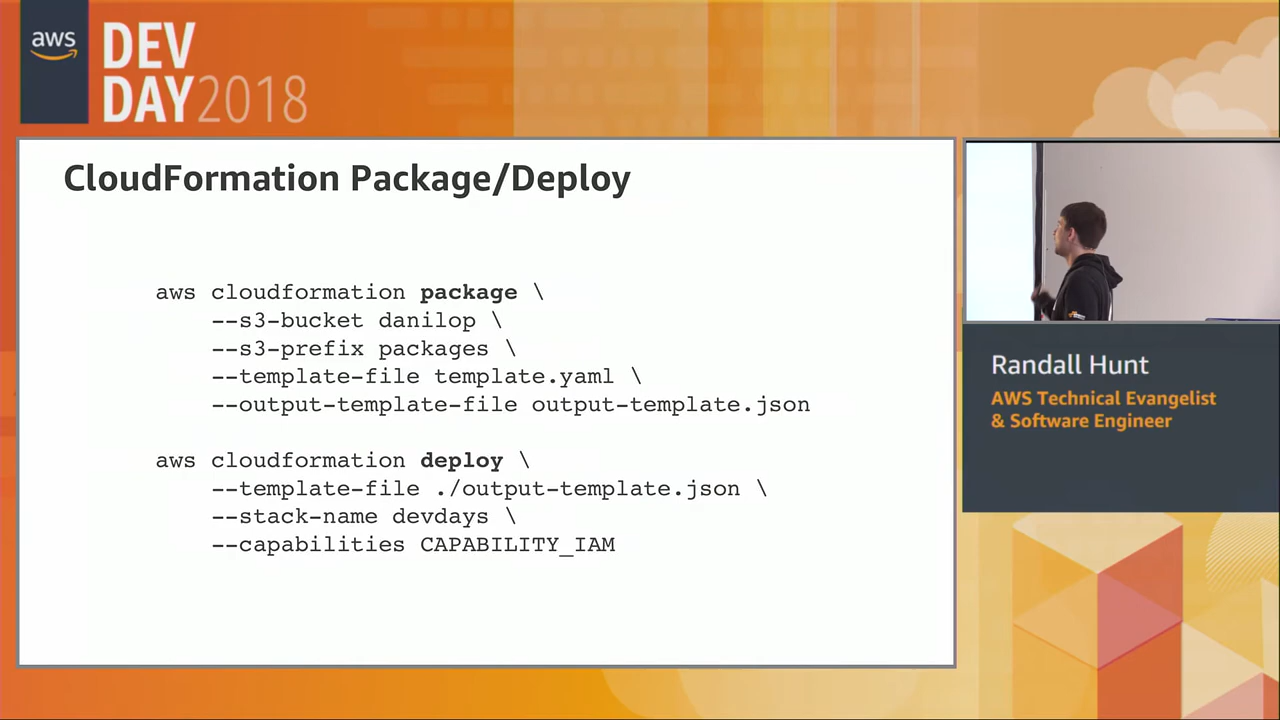 aws
DEV
DAY2018
CloudFormation Package/Deploy
aws cloudformation package \
--s3-bucket danilop \
--s3-prefix packages \
--template-file template.yaml \
--output-template-file output-template.json
aws cloudformation deploy \
--template-file ./output-template.json \
--stack-name devdays \
--capabilities CAPABILITY_IAM
Randall Hunt
AWS Technical Evangelist
& Software Engineer